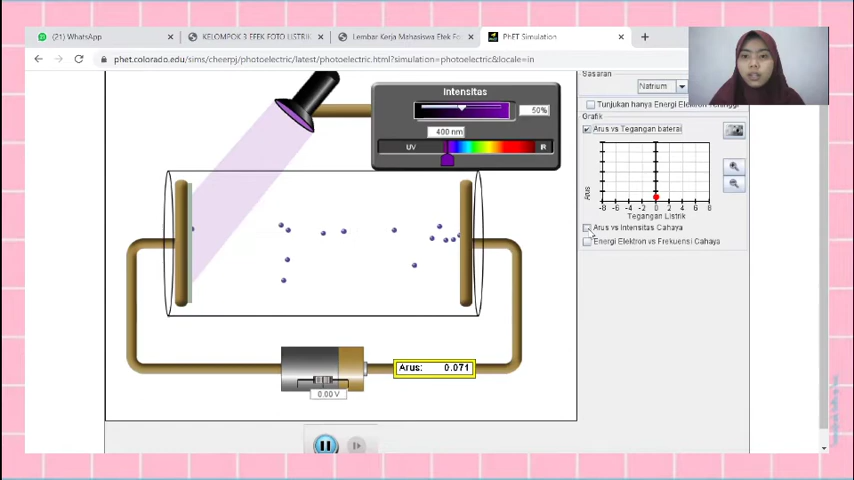 (21) WhatsApp
KELOMPOK 3 EFEK FOTO LISTRIK
Lembar Kerja Mahasiswa Efek Fo
PhET Simulation
phet.colorado.edu/sims/cheerpj/photoelectric/latest/photoelectric.html?simulation=photoelectric&locale=in
Sasaran
Natrium
Tunjukan hanya Energi Elektron Tertinggi
Intensitas
50%
400 nm
UV
IR
Grafik
Arus vs Tegangan baterai
Arus
-8 -6 -4 -2 0 2 4 6 8
Tegangan Listrik
Arus vs Intensitas Cahaya
Energi Elektron vs Frekuensi Cahaya
Arus: 0.071
0.00 V